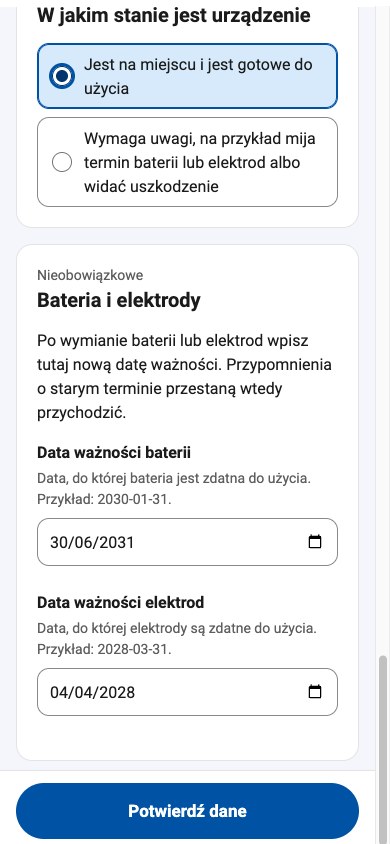 W jakim stanie jest urządzenie
Jest na miejscu i jest gotowe do
użycia
Wymaga uwagi, na przykład mija
termin baterii lub elektrod albo
widać uszkodzenie
Nieobowiązkowe
Bateria i elektrody
Po wymianie baterii lub elektrod wpisz
tutaj nową datę ważności. Przypomnienia
o starym terminie przestaną wtedy
przychodzić.
Data ważności baterii
Data, do której bateria jest zdatna do użycia.
Przykład: 2030-01-31.
30/06/2031
Data ważności elektrod
Data, do której elektrody są zdatne do użycia.
Przykład: 2028-03-31.
04/04/2028
Potwierdź dane